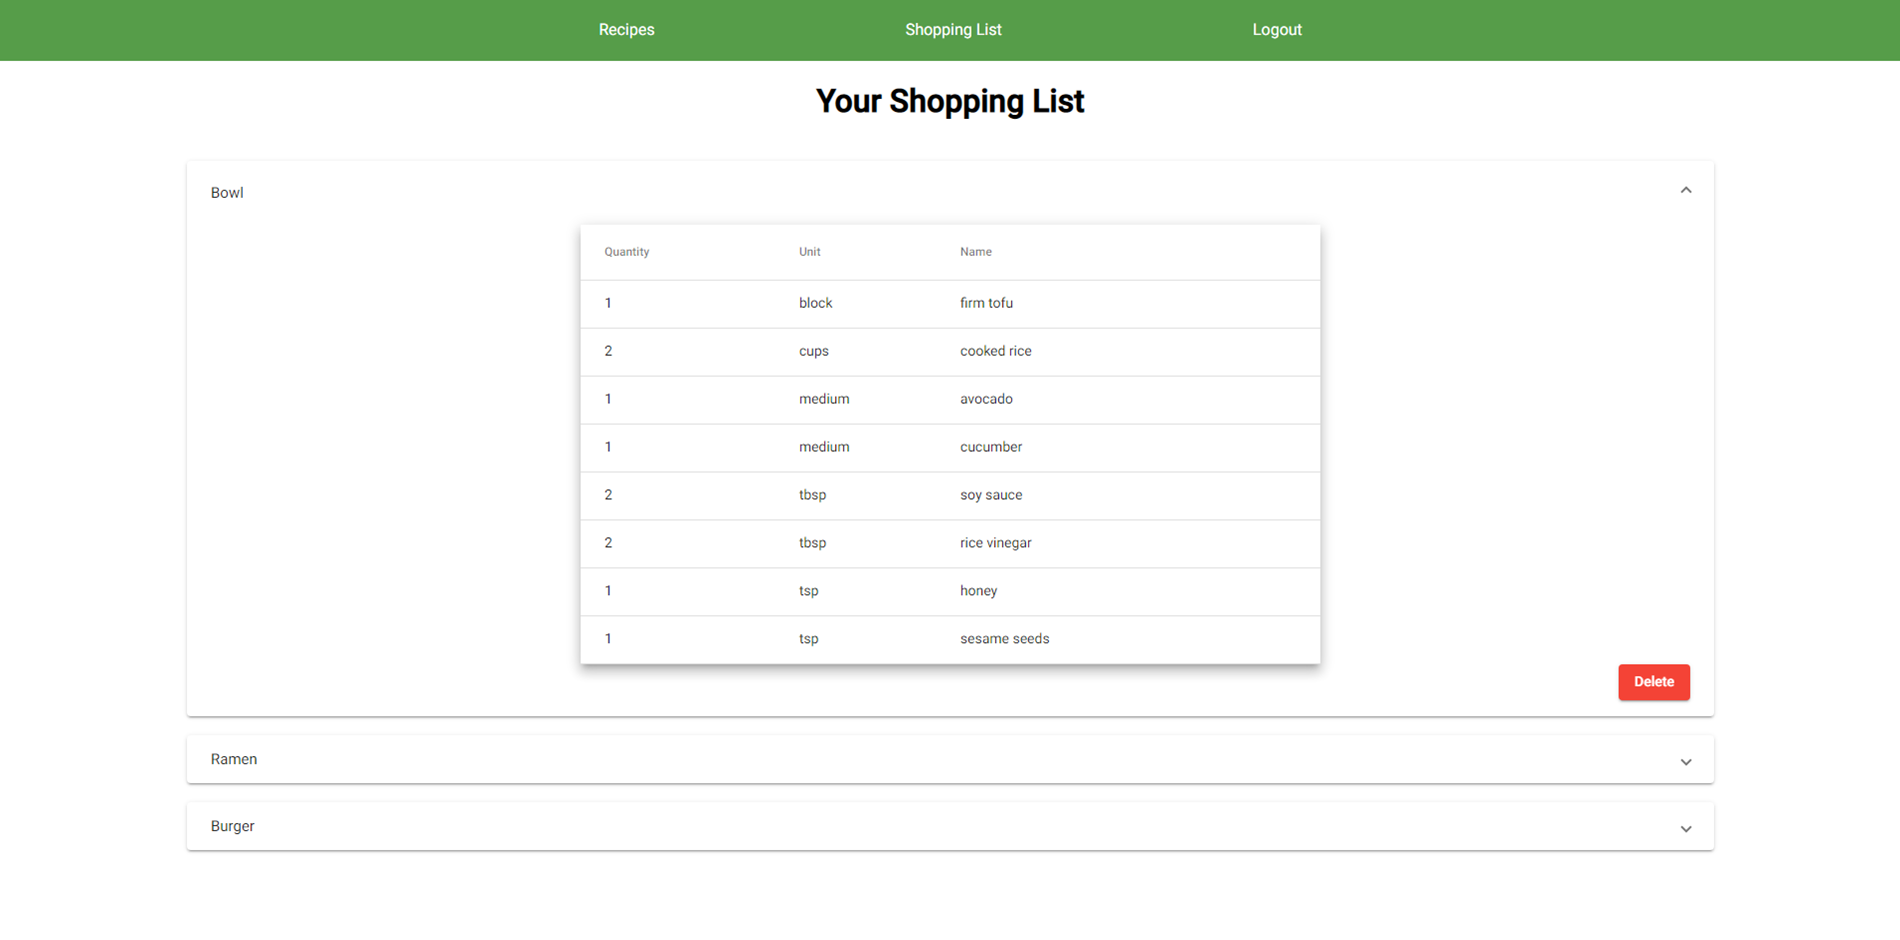 Recipes Shopping List Logout
Your Shopping List
Bowl
Quantity Unit Name
1 block firm tofu
2 cups cooked rice
1 medium avocado
1 medium cucumber
2 tbsp soy sauce
2 tbsp rice vinegar
1 tsp honey
1 tsp sesame seeds
Delete
Ramen
Burger